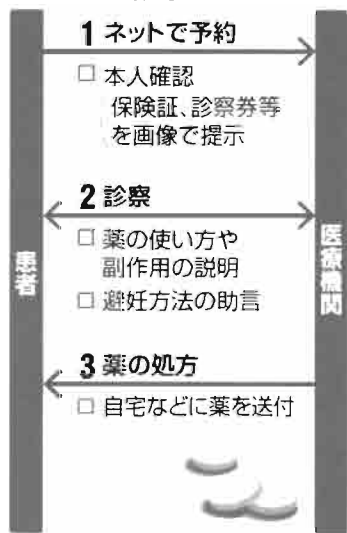 1 ネットで予約
□ 本人確認
保険証、診察券等
を画像で提示
2 診察
□ 薬の使い方や
副作用の説明
□ 避妊方法の助言
患者
医療機関
3 薬の処方
□ 自宅などに薬を送付